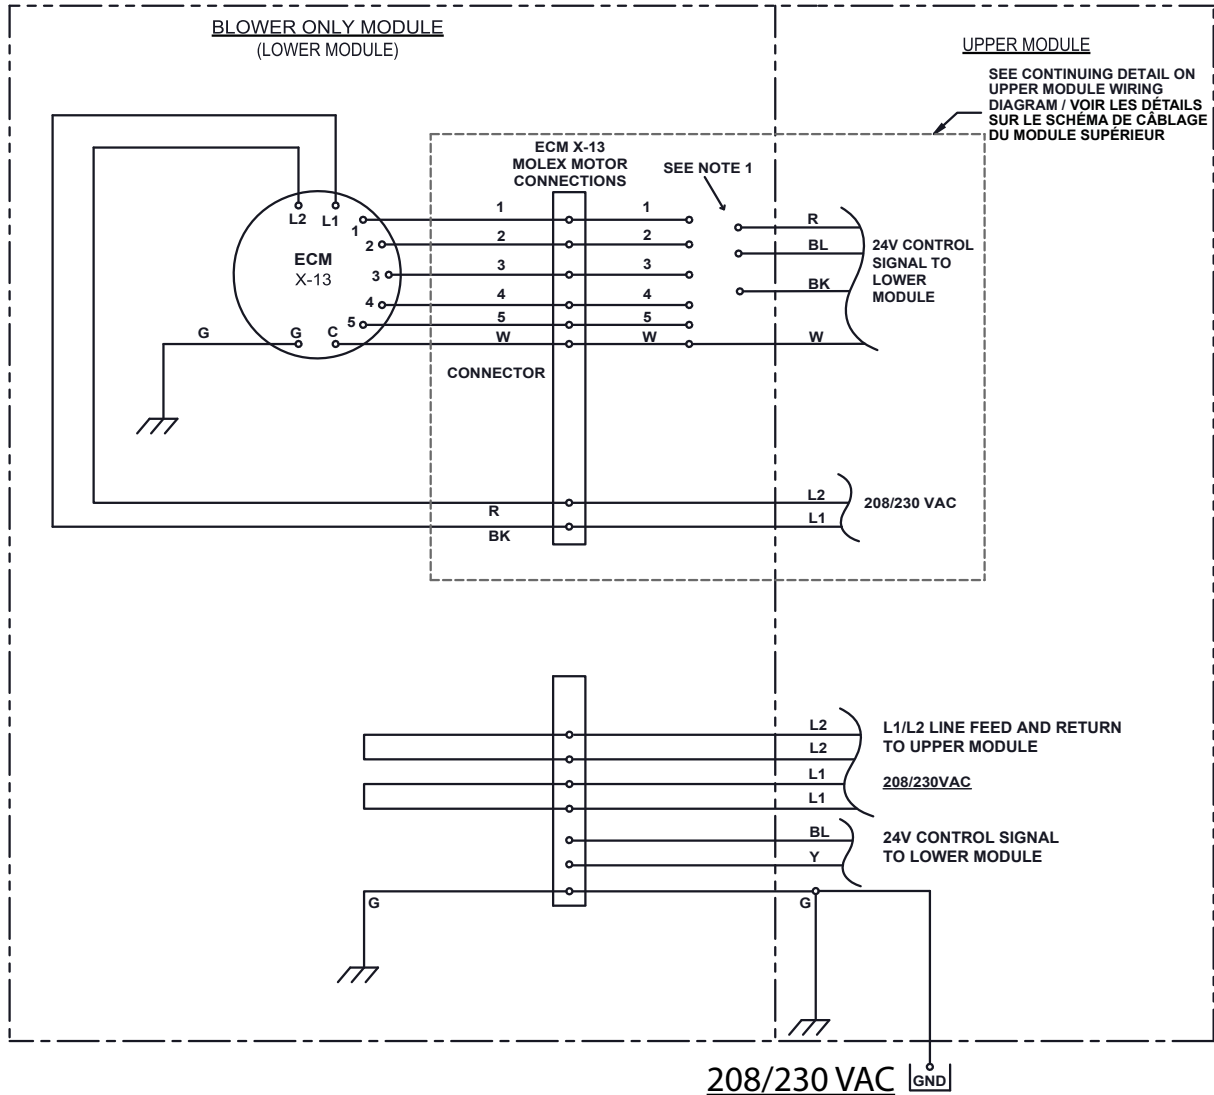 BLOWER ONLY MODULE
(LOWER MODULE)
UPPER MODULE
SEE CONTINUING DETAIL ON
UPPER MODULE WIRING
DIAGRAM / VOIR LES DÉTAILS
SUR LE SCHÉMA DE CÂBLAGE
DU MODULE SUPÉRIEUR
ECM X-13
MOLEX MOTOR
CONNECTIONS
SEE NOTE 1
L2 L1
1
2
3
4
5
ECM
X-13
G
G
C
1
2
3
4
5
W
1
2
3
4
5
W
R
BL
BK
W
24V CONTROL
SIGNAL TO
LOWER
MODULE
CONNECTOR
R
BK
L2
L1
208/230 VAC
L2
L2
L1
L1
L1/L2 LINE FEED AND RETURN
TO UPPER MODULE
208/230VAC
BL
Y
24V CONTROL SIGNAL
TO LOWER MODULE
G
G
208/230 VAC
GND